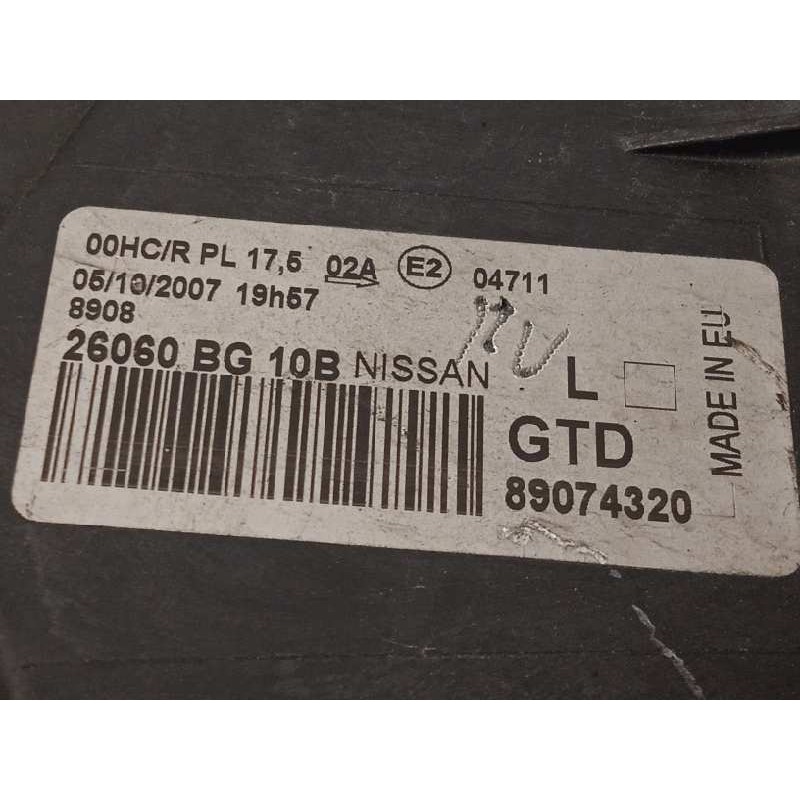 00HC/R PL 17,5 02A E2 04711
05/10/2007 19h57
8908
26060 BG 10B NISSAN
L
GTD
89074320
MADE IN EU